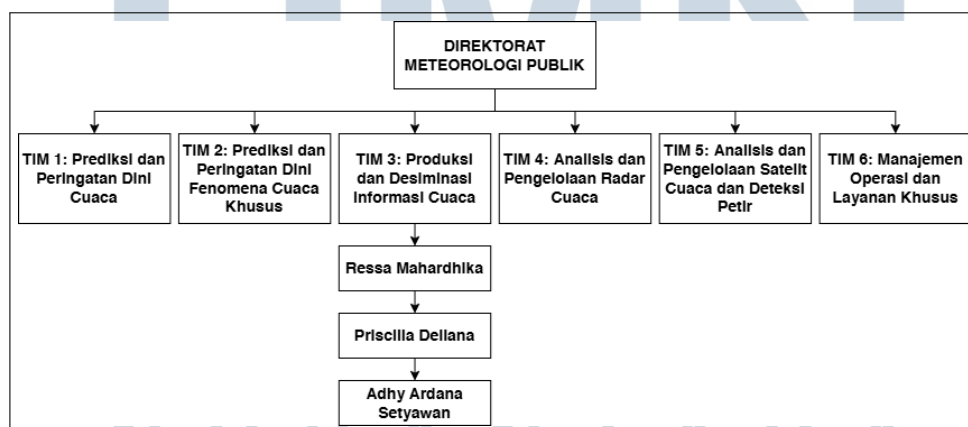 DIREKTORAT
METEOROLOGI PUBLIK
TIM 1: Prediksi dan
Peringatan Dini
Cuaca
TIM 2: Prediksi dan
Peringatan Dini
Fenomena Cuaca
Khusus
TIM 3: Produksi
dan Desiminasi
Informasi Cuaca
TIM 4: Analisis dan
Pengelolaan Radar
Cuaca
TIM 5: Analisis dan
Pengelolaan Satelit
Cuaca dan Deteksi
Petir
TIM 6: Manajemen
Operasi dan
Layanan Khusus
Ressa Mahardhika
Priscilla Deliana
Adhy Ardana
Setyawan